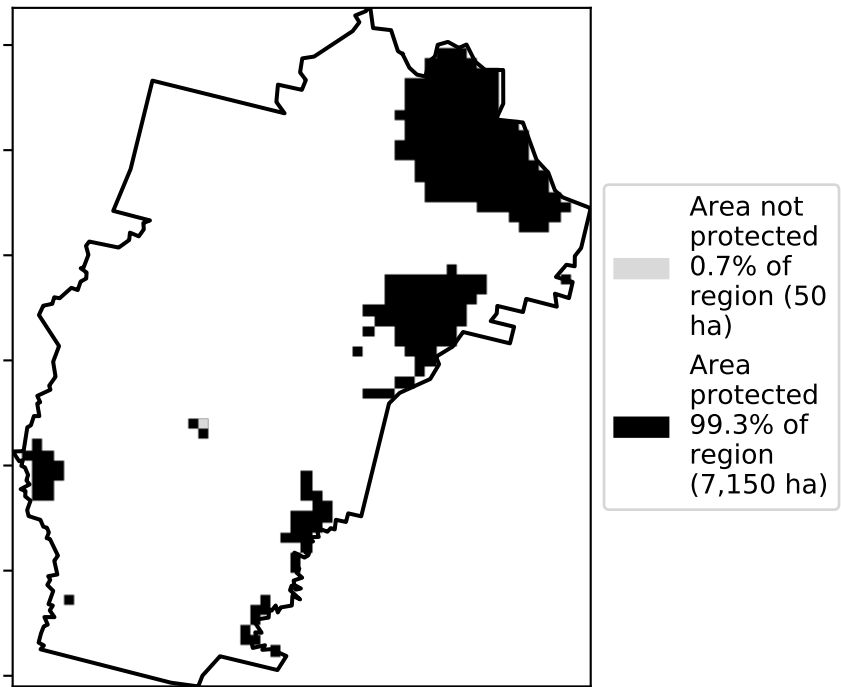 Area not
protected
0.7% of
region (50
ha)
Area
protected
99.3% of
region
(7,150 ha)